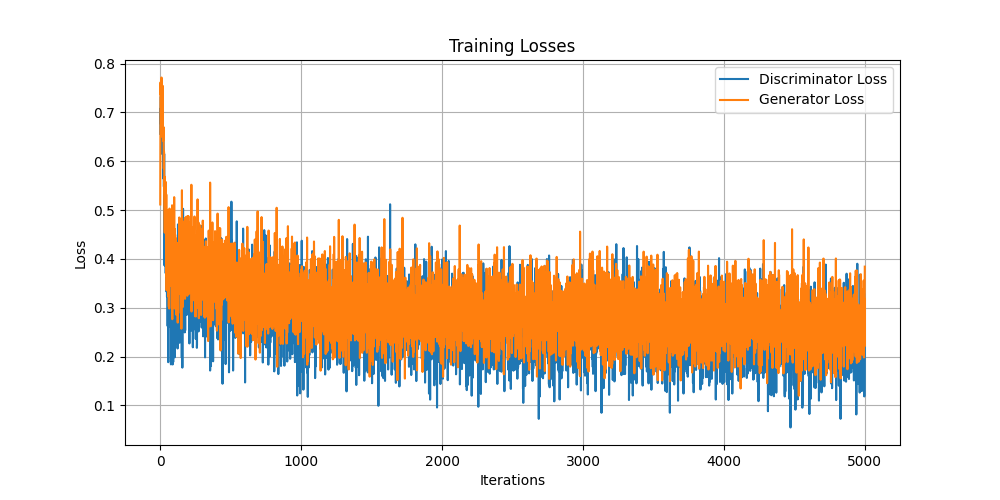 Training Losses
Discriminator Loss
Generator Loss
0.8
0.7
0.6
0.5
0.4
0.3
0.2
0.1
Loss
0 1000 2000 3000 4000 5000
Iterations